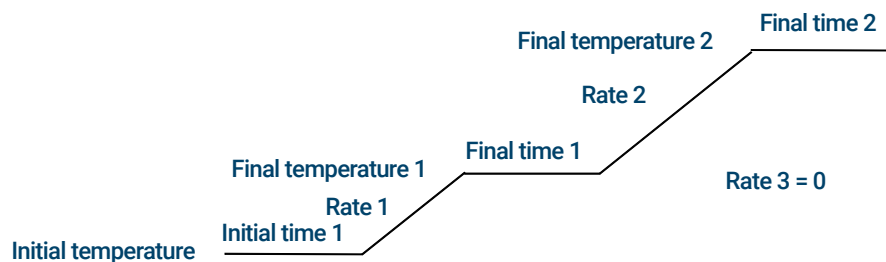 Final time 2
Final temperature 2
Rate 2
Final time 1
Final temperature 1
Rate 3 = 0
Rate 1
Initial time 1
Initial temperature